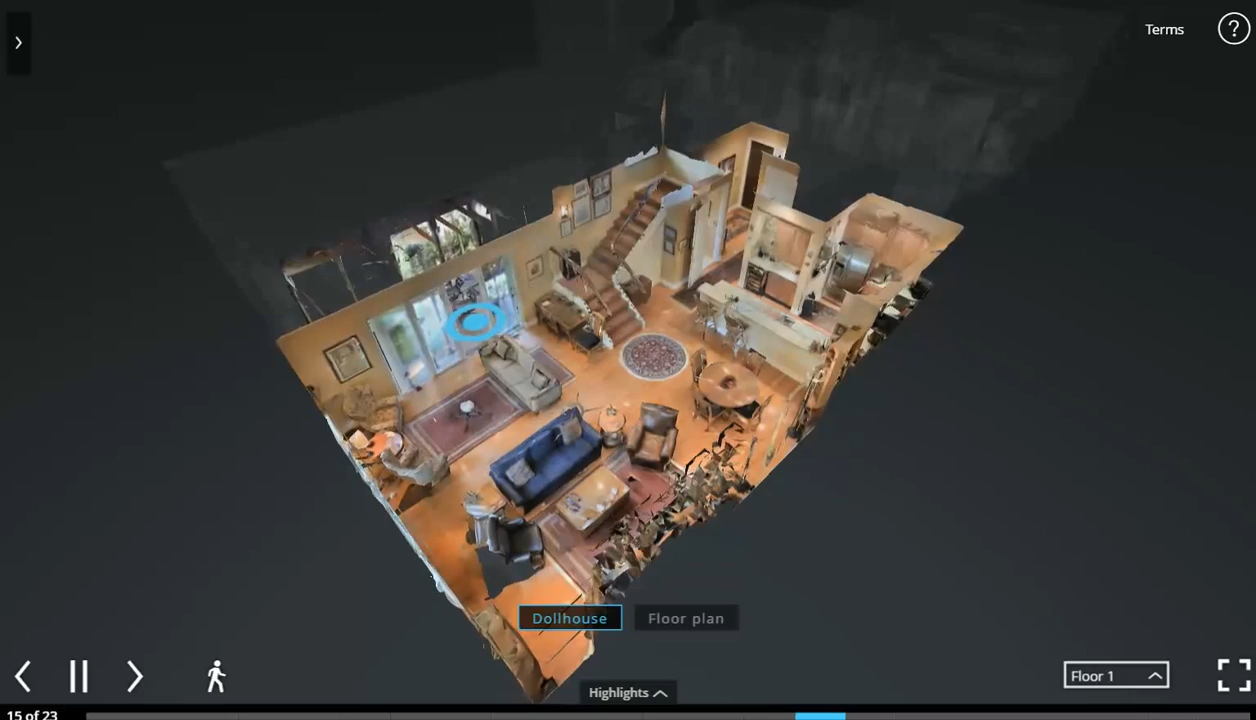 Terms
?
Dollhouse
Floor plan
Highlights
Floor 1
15 of 23